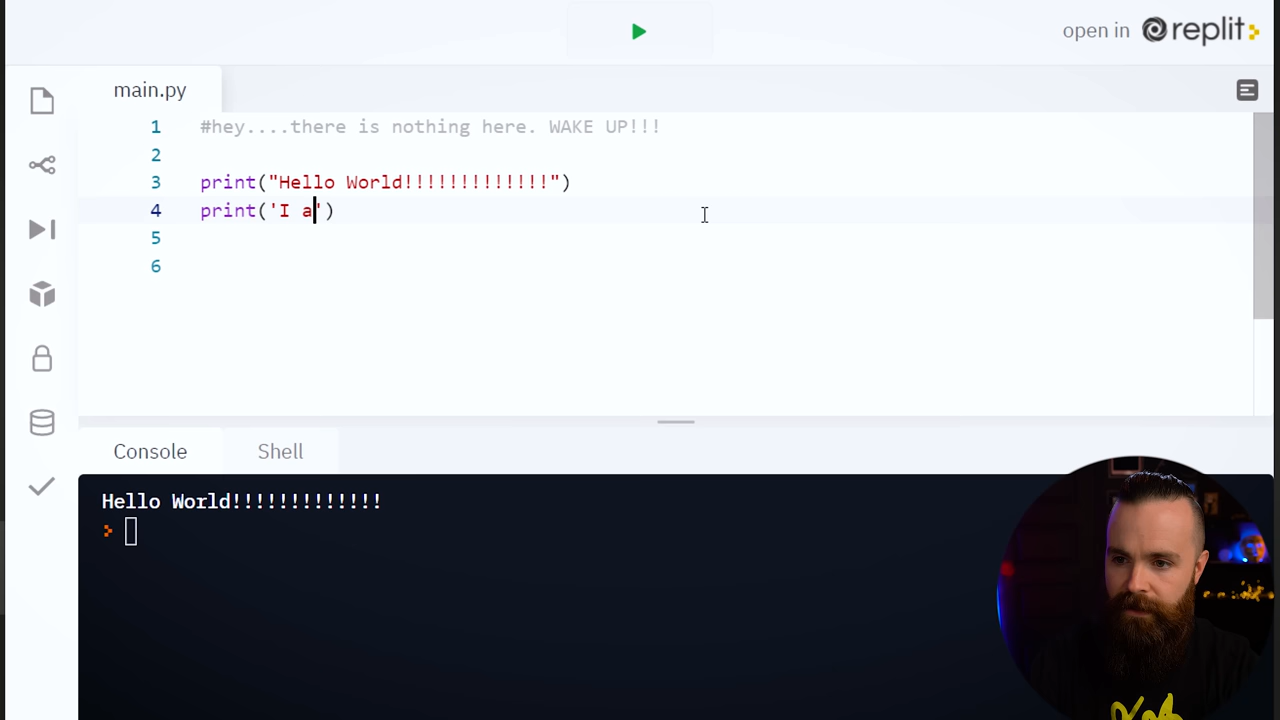 open in replit
main.py
1 #hey....there is nothing here. WAKE UP!!!
2
3 print("Hello World!!!!!!!!!!!!!")
4 print('I a')
5
6
Console Shell
Hello World!!!!!!!!!!!!!
>